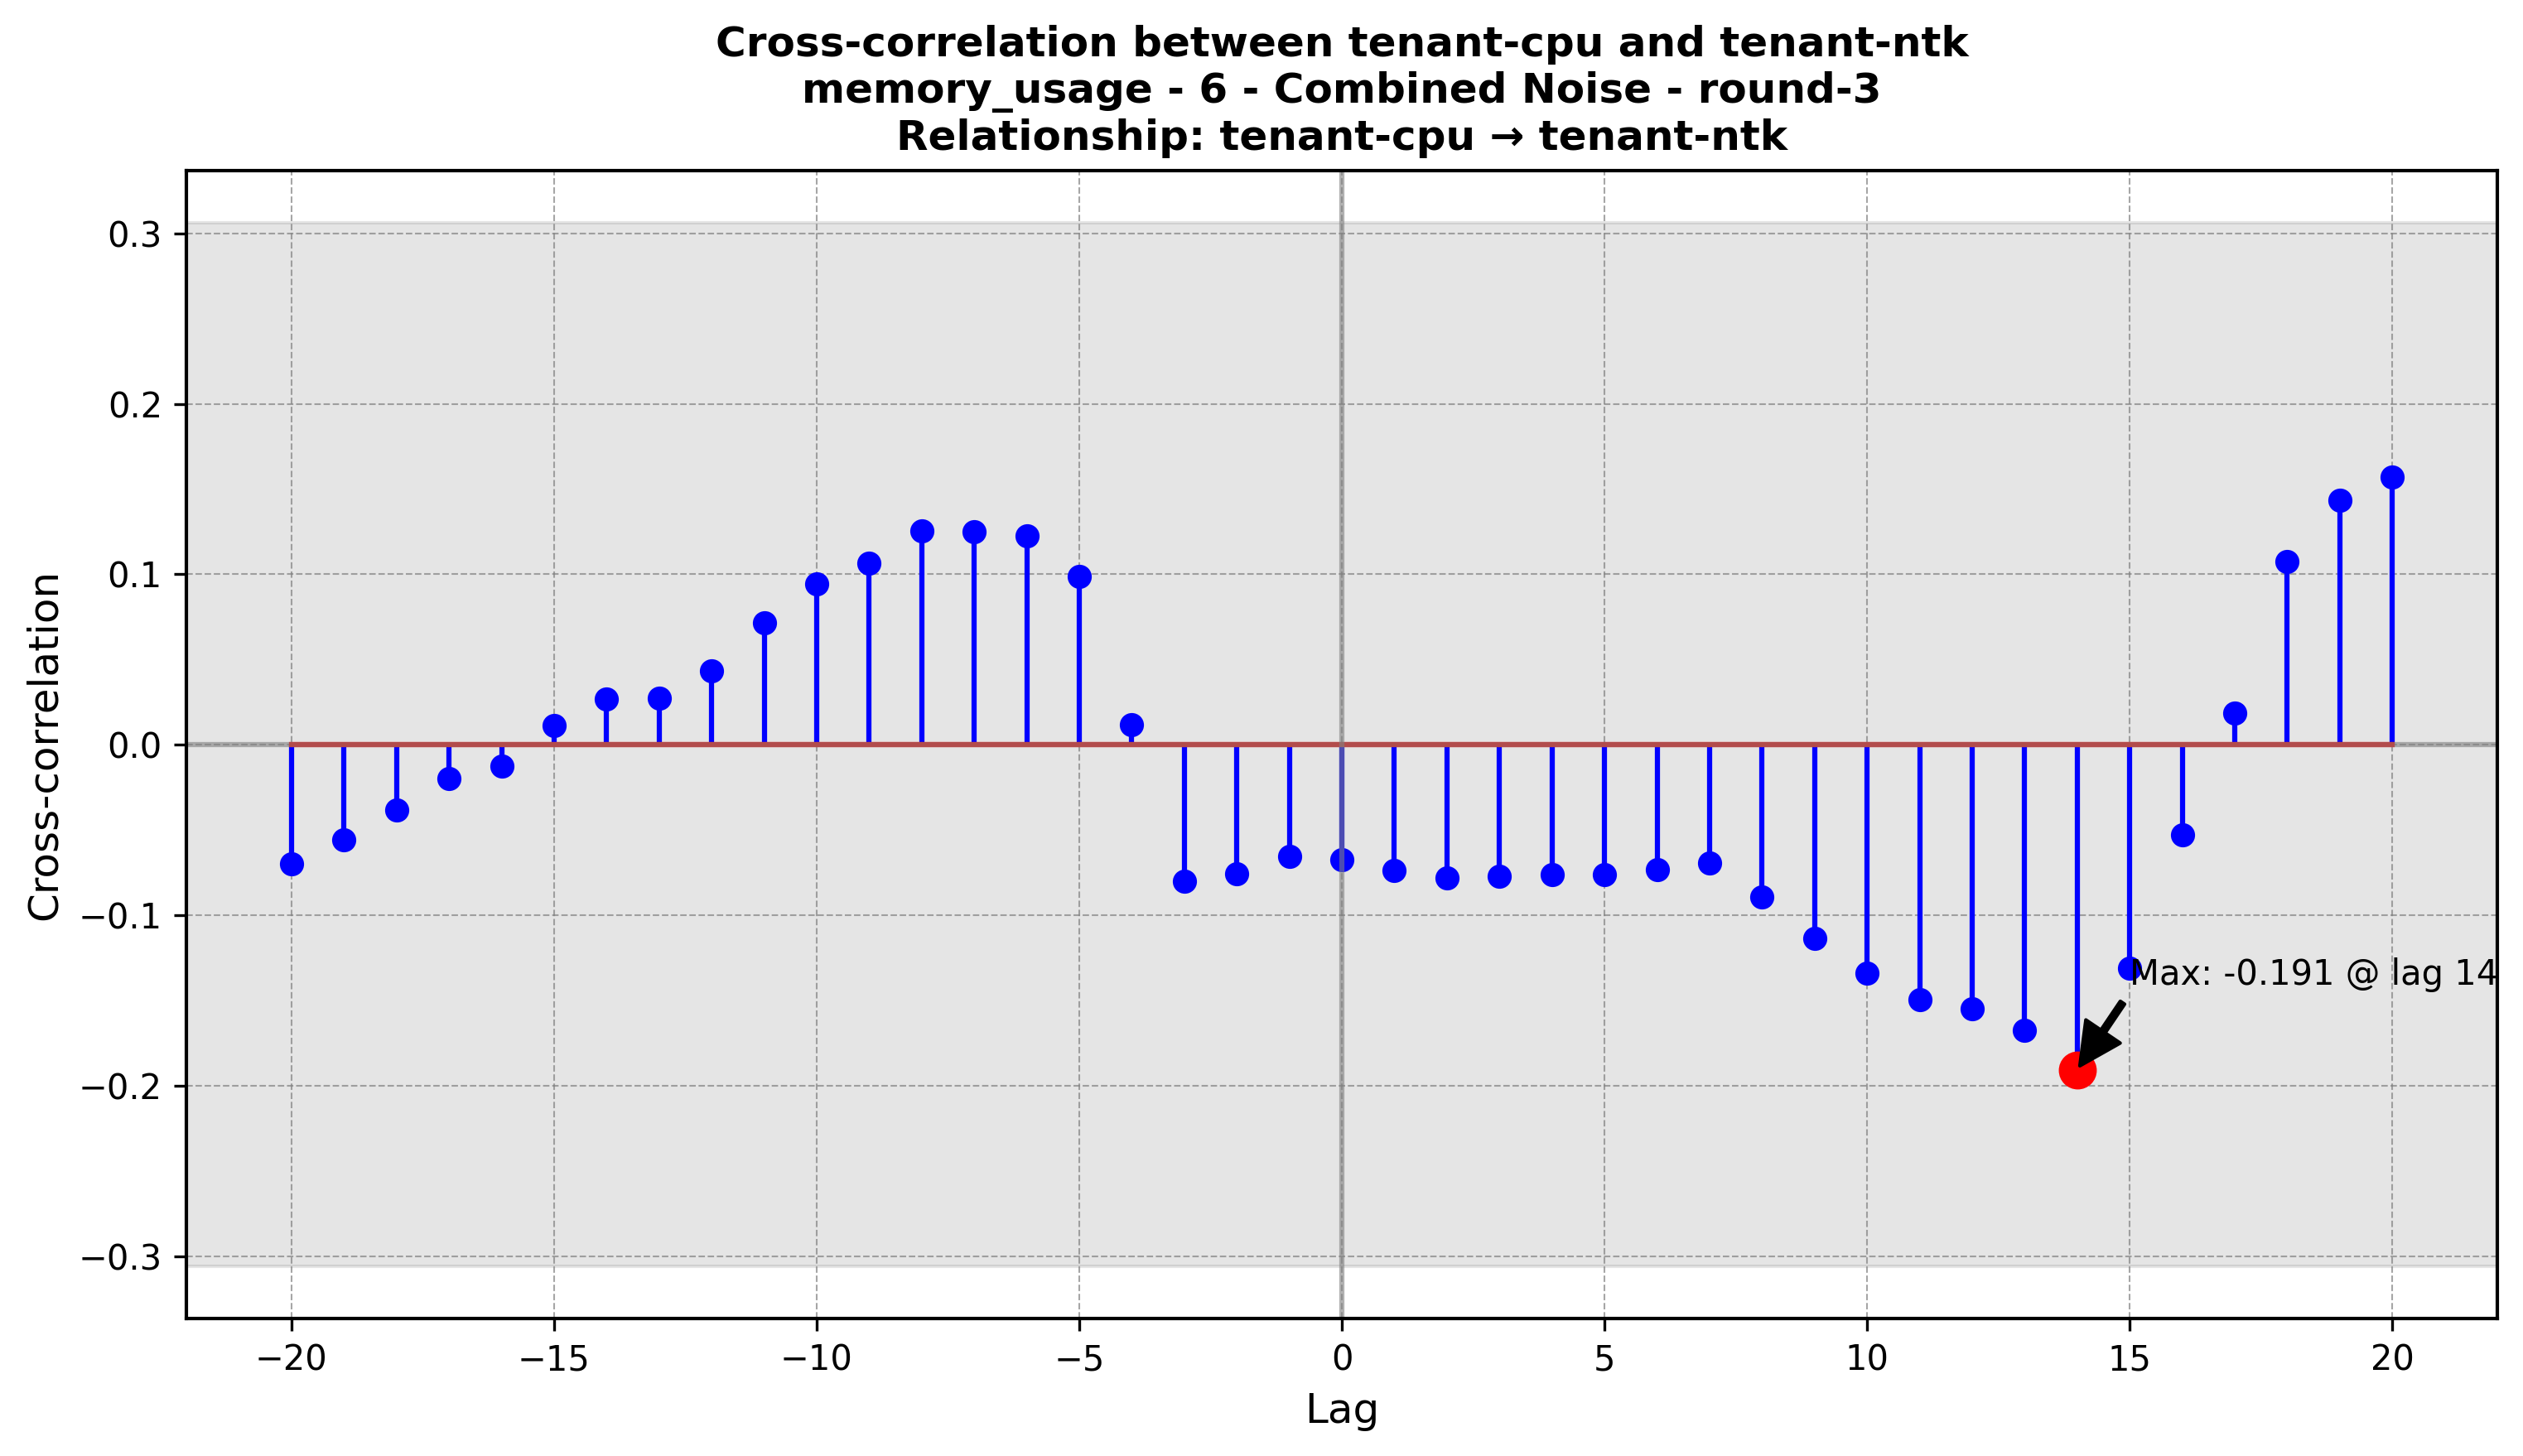 Cross-correlation between tenant-cpu and tenant-ntk
memory_usage - 6 - Combined Noise - round-3
Relationship: tenant-cpu → tenant-ntk
Cross-correlation
0.3
0.2
0.1
0.0
−0.1
−0.2
−0.3
Max: -0.191 @ lag 14
−20 −15 −10 −5 0 5 10 15 20
Lag